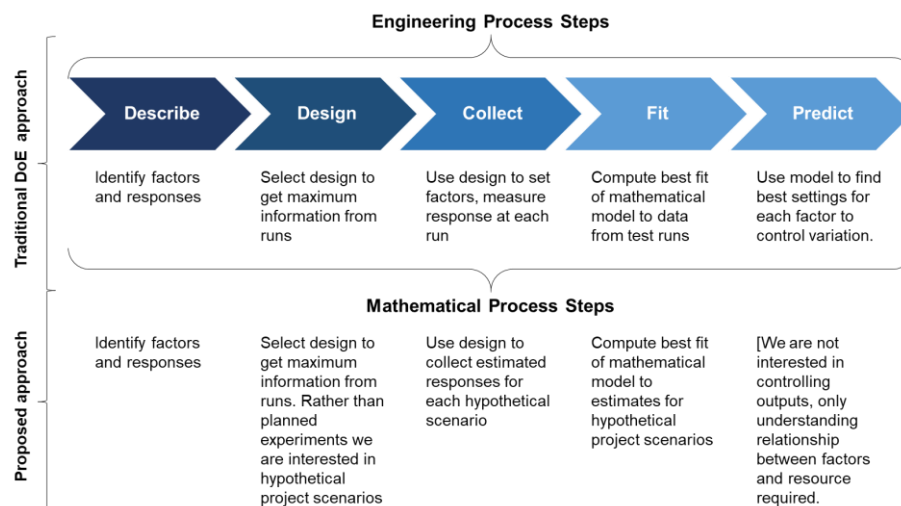 Engineering Process Steps
Traditional DoE approach
Describe
Design
Collect
Fit
Predict
Identify factors
and responses
Select design to
get maximum
information from
runs
Use design to set
factors, measure
response at each
run
Compute best fit
of mathematical
model to data
from test runs
Use model to find
best settings for
each factor to
control variation.
Mathematical Process Steps
Proposed approach
Identify factors
and responses
Select design to
get maximum
information from
runs. Rather than
planned
experiments we
are interested in
hypothetical
project scenarios
Use design to
collect estimated
responses for
each hypothetical
scenario
Compute best fit
of mathematical
model to
estimates for
hypothetical
project scenarios
[We are not
interested in
controlling
outputs, only
understanding
relationship
between factors
and resource
required.